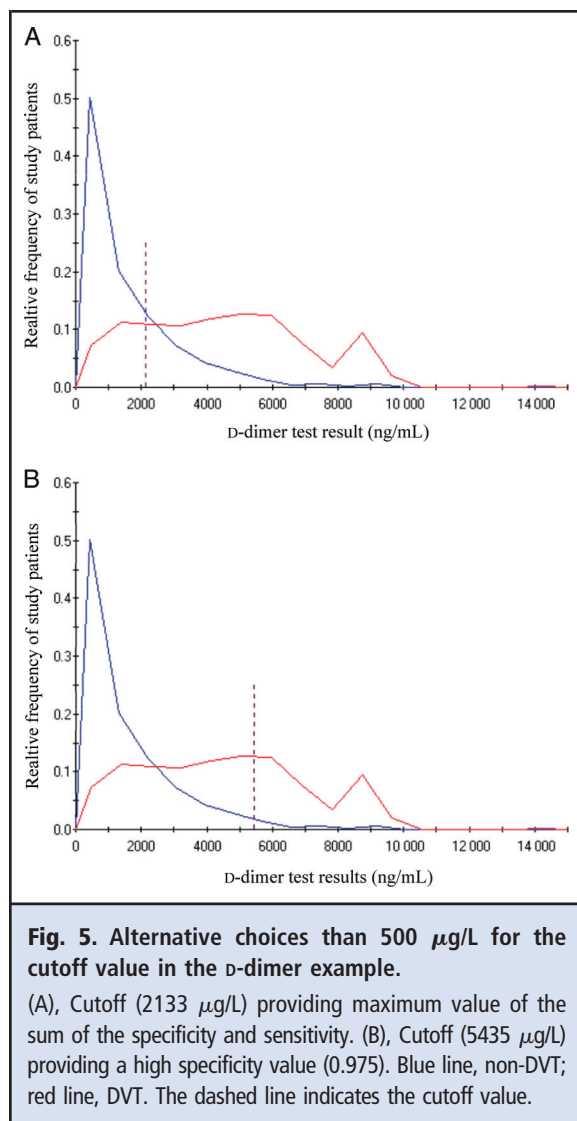 A
Realtive frequency of study patients
0.6
0.5
0.4
0.3
0.2
0.1
0.0
0 2000 4000 6000 8000 10 000 12 000 14 000
D-dimer test result (ng/mL)
B
Realtive frequency of study patients
0.6
0.5
0.4
0.3
0.2
0.1
0.0
0 2000 4000 6000 8000 10 000 12 000 14 000
D-dimer test results (ng/mL)
Fig. 5. Alternative choices than 500 μg/L for the
cutoff value in the D-dimer example.
(A), Cutoff (2133 μg/L) providing maximum value of the
sum of the specificity and sensitivity. (B), Cutoff (5435 μg/L)
providing a high specificity value (0.975). Blue line, non-DVT;
red line, DVT. The dashed line indicates the cutoff value.